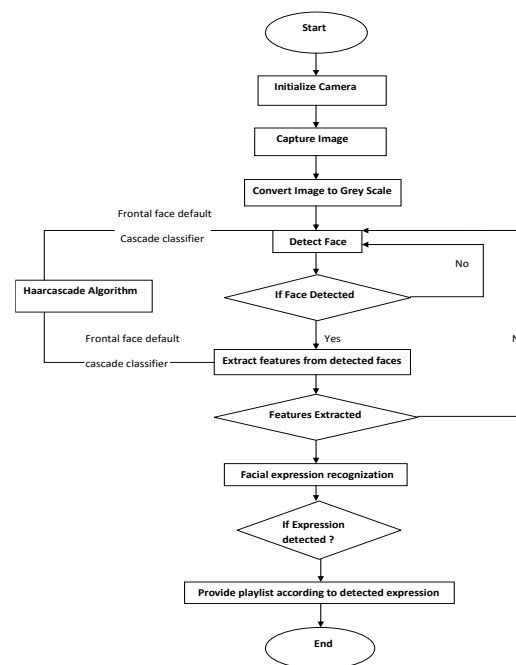 Start
Initialize Camera
Capture Image
Convert Image to Grey Scale
Frontal face default
Cascade classifier
Detect Face
No
Haarcascade Algorithm
If Face Detected
Frontal face default
cascade classifier
Yes
Extract features from detected faces
Features Extracted
Facial expression recognization
If Expression
detected ?
Provide playlist according to detected expression
End